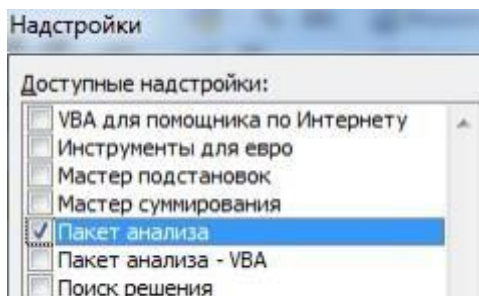 Надстройки
Доступные надстройки:
VBA для помощника по Интернету
Инструменты для евро
Мастер подстановок
Мастер суммирования
Пакет анализа
Пакет анализа - VBA
Поиск решения